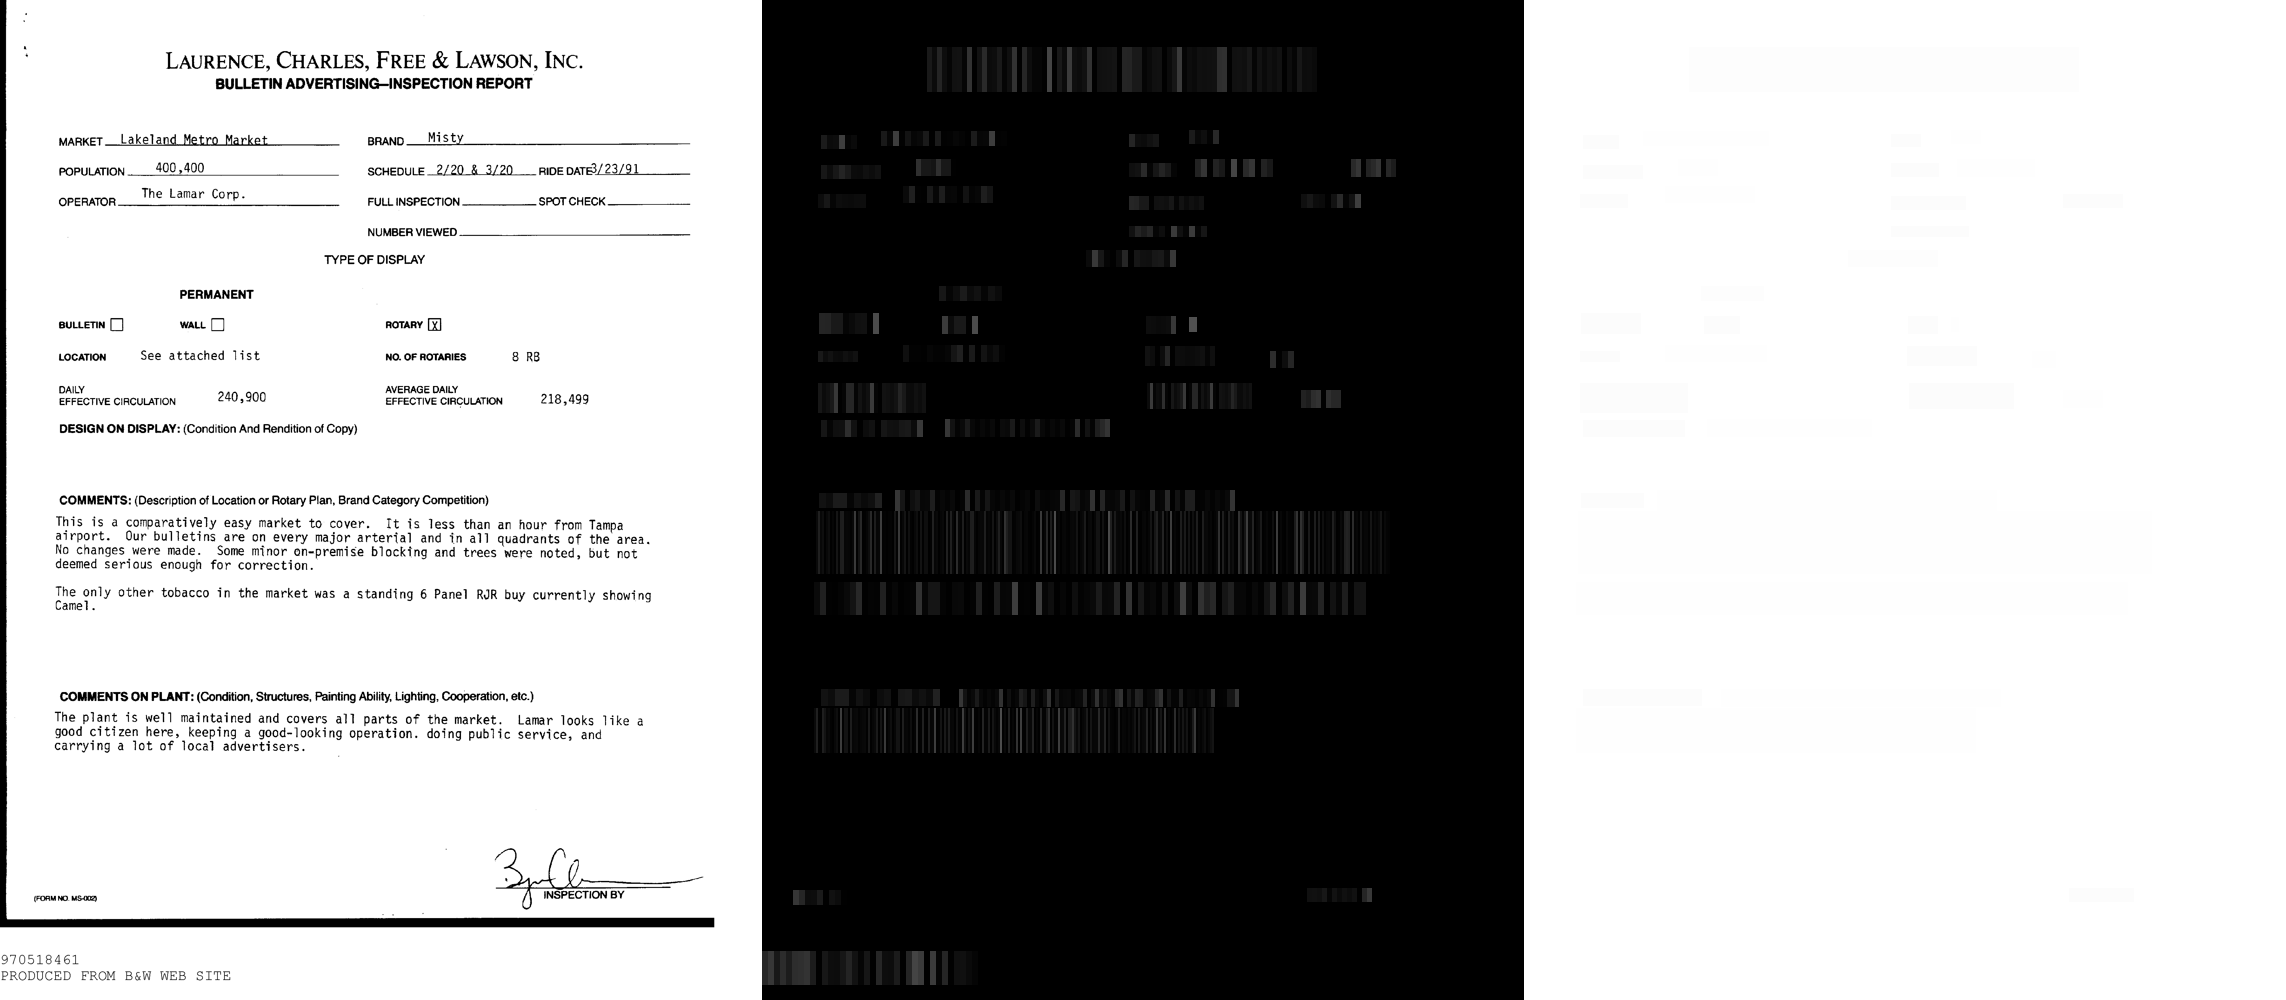 LAURENCE, CHARLES, FREE & LAWSON, INC.
BULLETIN ADVERTISING—INSPECTION REPORT
MARKET Lakeland Metro Market BRAND Misty
POPULATION 400,400 SCHEDULE 2/20 & 3/20 RIDE DATE 3/23/91
OPERATOR The Lamar Corp. FULL INSPECTION SPOT CHECK
NUMBER VIEWED
TYPE OF DISPLAY
PERMANENT
BULLETIN WALL ROTARY X
LOCATION See attached list NO. OF ROTARIES 8 RB
DAILY AVERAGE DAILY
EFFECTIVE CIRCULATION 240,900 EFFECTIVE CIRCULATION 218,499
DESIGN ON DISPLAY: (Condition And Rendition of Copy)
COMMENTS: (Description of Location or Rotary Plan, Brand Category Competition)
This is a comparatively easy market to cover. It is less than an hour from Tampa
airport. Our bulletins are on every major arterial and in all quadrants of the area.
No changes were made. Some minor on-premise blocking and trees were noted, but not
deemed serious enough for correction.
The only other tobacco in the market was a standing 6 Panel RJR buy currently showing
Camel.
COMMENTS ON PLANT: (Condition, Structures, Painting Ability, Lighting, Cooperation, etc.)
The plant is well maintained and covers all parts of the market. Lamar looks like a
good citizen here, keeping a good-looking operation. doing public service, and
carrying a lot of local advertisers.
INSPECTION BY
(FORM NO. MS-002)
970518461
PRODUCED FROM B&W WEB SITE